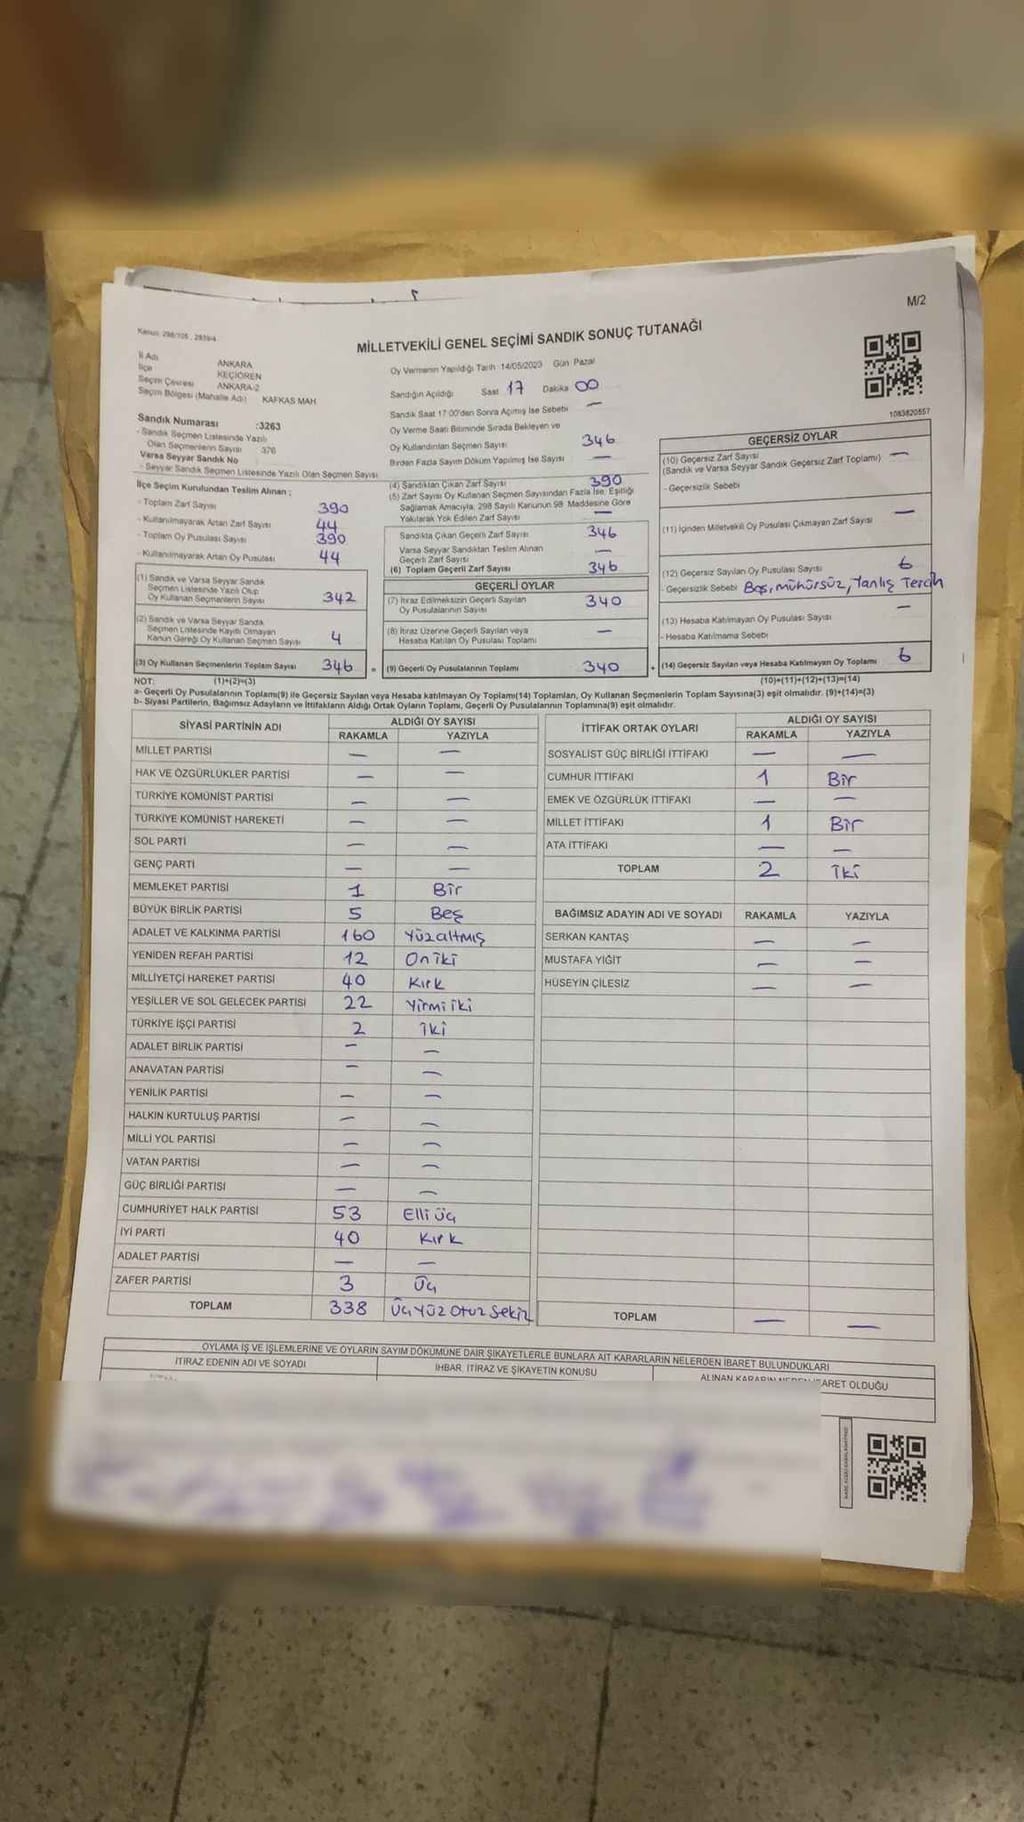 M/2
Kanun: 298/105 , 2839/4
MİLLETVEKİLİ GENEL SEÇİMİ SANDIK SONUÇ TUTANAĞI
İl Adı ANKARA
İlçe KEÇİÖREN
Seçim Çevresi ANKARA-2
Seçim Bölgesi (Mahalle Adı) KAFKAS MAH
Sandık Numarası :3263
- Sandık Seçmen Listesinde Yazılı
Olan Seçmenlerin Sayısı 376
Varsa Seyyar Sandık No
- Seyyar Sandık Seçmen Listesinde Yazılı Olan Seçmen Sayısı
İlçe Seçim Kurulundan Teslim Alınan ;
- Toplam Zarf Sayısı 390
- Kullanılmayarak Artan Zarf Sayısı 44
- Toplam Oy Pusulası Sayısı 390
- Kullanılmayarak Artan Oy Pusulası 44
(1) Sandık ve Varsa Seyyar Sandık
Seçmen Listesinde Yazılı Olup
Oy Kullanan Seçmenlerin Sayısı 342
(2) Sandık ve Varsa Seyyar Sandık
Seçmen Listesinde Kaydı Olmayan
Kanun Gereği Oy Kullanan Seçmen Sayısı 4
(3) Oy Kullanan Seçmenlerin Toplam Sayısı 346 =
(1)+(2)=(3)
Oy Vermenin Yapıldığı Tarih 14/05/2023 Gün Pazar
Sandığın Açıldığı Saat 17 Dakika 00
Sandık Saat 17:00'den Sonra Açımış İse Sebebi —
Oy Verme Saati Bitiminde Sırada Bekleyen ve
Oy Kullandırılan Seçmen Sayısı 346
Birden Fazla Sayım Döküm Yapılmış İse Sayısı —
(4) Sandıktan Çıkan Zarf Sayısı 390
(5) Zarf Sayısı Oy Kullanan Seçmen Sayısından Fazla İse, Eşitliği
Sağlamak Amacıyla, 298 Sayılı Kanunun 98. Maddesine Göre
Yakılarak Yok Edilen Zarf Sayısı —
Sandıkta Çıkan Geçerli Zarf Sayısı 346
Varsa Seyyar Sandıktan Teslim Alınan
Geçerli Zarf Sayısı —
(6) Toplam Geçerli Zarf Sayısı 346
GEÇERLİ OYLAR
(7) İtiraz Edilmeksizin Geçerli Sayılan
Oy Pusulalarının Sayısı 340
(8) İtiraz Üzerine Geçerli Sayılan veya
Hesaba Katılan Oy Pusulası Toplamı —
(9) Geçerli Oy Pusulalarının Toplamı 340 +
1083820557
GEÇERSİZ OYLAR
(10) Geçersiz Zarf Sayısı —
(Sandık ve Varsa Seyyar Sandık Geçersiz Zarf Toplamı)
- Geçersizlik Sebebi
(11) İçinden Milletvekili Oy Pusulası Çıkmayan Zarf Sayısı —
(12) Geçersiz Sayılan Oy Pusulası Sayısı 6
- Geçersizlik Sebebi Boş, mühürsüz, Yanlış Tercih
(13) Hesaba Katılmayan Oy Pusulası Sayısı —
- Hesaba Katılmama Sebebi
(14) Geçersiz Sayılan veya Hesaba Katılmayan Oy Toplamı 6
(10)+(11)+(12)+(13)=(14)
NOT:
a- Geçerli Oy Pusulalarının Toplamı(9) ile Geçersiz Sayılan veya Hesaba katılmayan Oy Toplamı(14) Toplamları, Oy Kullanan Seçmenlerin Toplam Sayısına(3) eşit olmalıdır. (9)+(14)=(3)
b- Siyasi Partilerin, Bağımsız Adayların ve İttifakların Aldığı Ortak Oyların Toplamı, Geçerli Oy Pusulalarının Toplamına(9) eşit olmalıdır.
SİYASİ PARTİNİN ADI ALDIĞI OY SAYISI
RAKAMLA YAZIYLA
MİLLET PARTİSİ — —
HAK VE ÖZGÜRLÜKLER PARTİSİ — —
TÜRKİYE KOMÜNİST PARTİSİ — —
TÜRKİYE KOMÜNİST HAREKETİ — —
SOL PARTİ — —
GENÇ PARTİ — —
MEMLEKET PARTİSİ 1 Bir
BÜYÜK BİRLİK PARTİSİ 5 Beş
ADALET VE KALKINMA PARTİSİ 160 Yüzaltmış
YENİDEN REFAH PARTİSİ 12 On iki
MİLLİYETÇİ HAREKET PARTİSİ 40 Kırk
YEŞİLLER VE SOL GELECEK PARTİSİ 22 Yirmi iki
TÜRKİYE İŞÇİ PARTİSİ 2 iki
ADALET BİRLİK PARTİSİ — —
ANAVATAN PARTİSİ — —
YENİLİK PARTİSİ — —
HALKIN KURTULUŞ PARTİSİ — —
MİLLİ YOL PARTİSİ — —
VATAN PARTİSİ — —
GÜÇ BİRLİĞİ PARTİSİ — —
CUMHURİYET HALK PARTİSİ 53 Elli üç
İYİ PARTİ 40 Kırk
ADALET PARTİSİ — —
ZAFER PARTİSİ 3 Üç
TOPLAM 338 Üç Yüz Otuz Sekiz
İTTİFAK ORTAK OYLARI ALDIĞI OY SAYISI
RAKAMLA YAZIYLA
SOSYALİST GÜÇ BİRLİĞİ İTTİFAKI — —
CUMHUR İTTİFAKI 1 Bir
EMEK VE ÖZGÜRLÜK İTTİFAKI — —
MİLLET İTTİFAKI 1 Bir
ATA İTTİFAKI — —
TOPLAM 2 İki
BAĞIMSIZ ADAYIN ADI VE SOYADI RAKAMLA YAZIYLA
SERKAN KANTAŞ — —
MUSTAFA YİĞİT — —
HÜSEYİN ÇİLESİZ — —
TOPLAM — —
OYLAMA İŞ VE İŞLEMLERİNE VE OYLARIN SAYIM DÖKÜMÜNE DAİR ŞİKAYETLERLE BUNLARA AİT KARARLARIN NELERDEN İBARET BULUNDUKLARI
İTİRAZ EDENİN ADI VE SOYADI İHBAR, İTİRAZ VE ŞİKAYETİN KONUSU ALINAN KARARIN NEDEN İBARET OLDUĞU